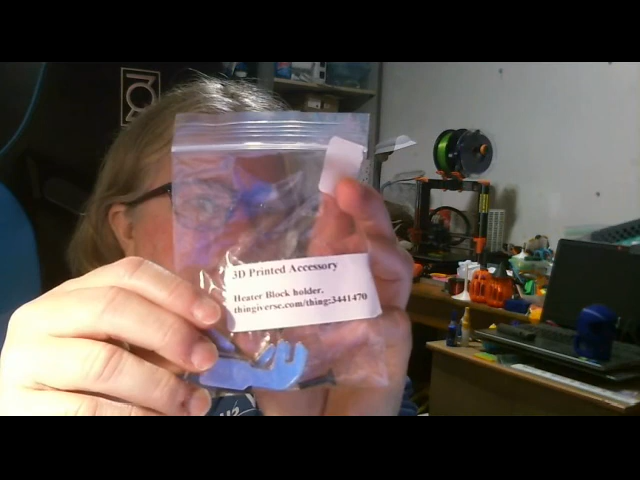 3D Printed Accessory
Heater Block holder.
thingiverse.com/thing:3441470